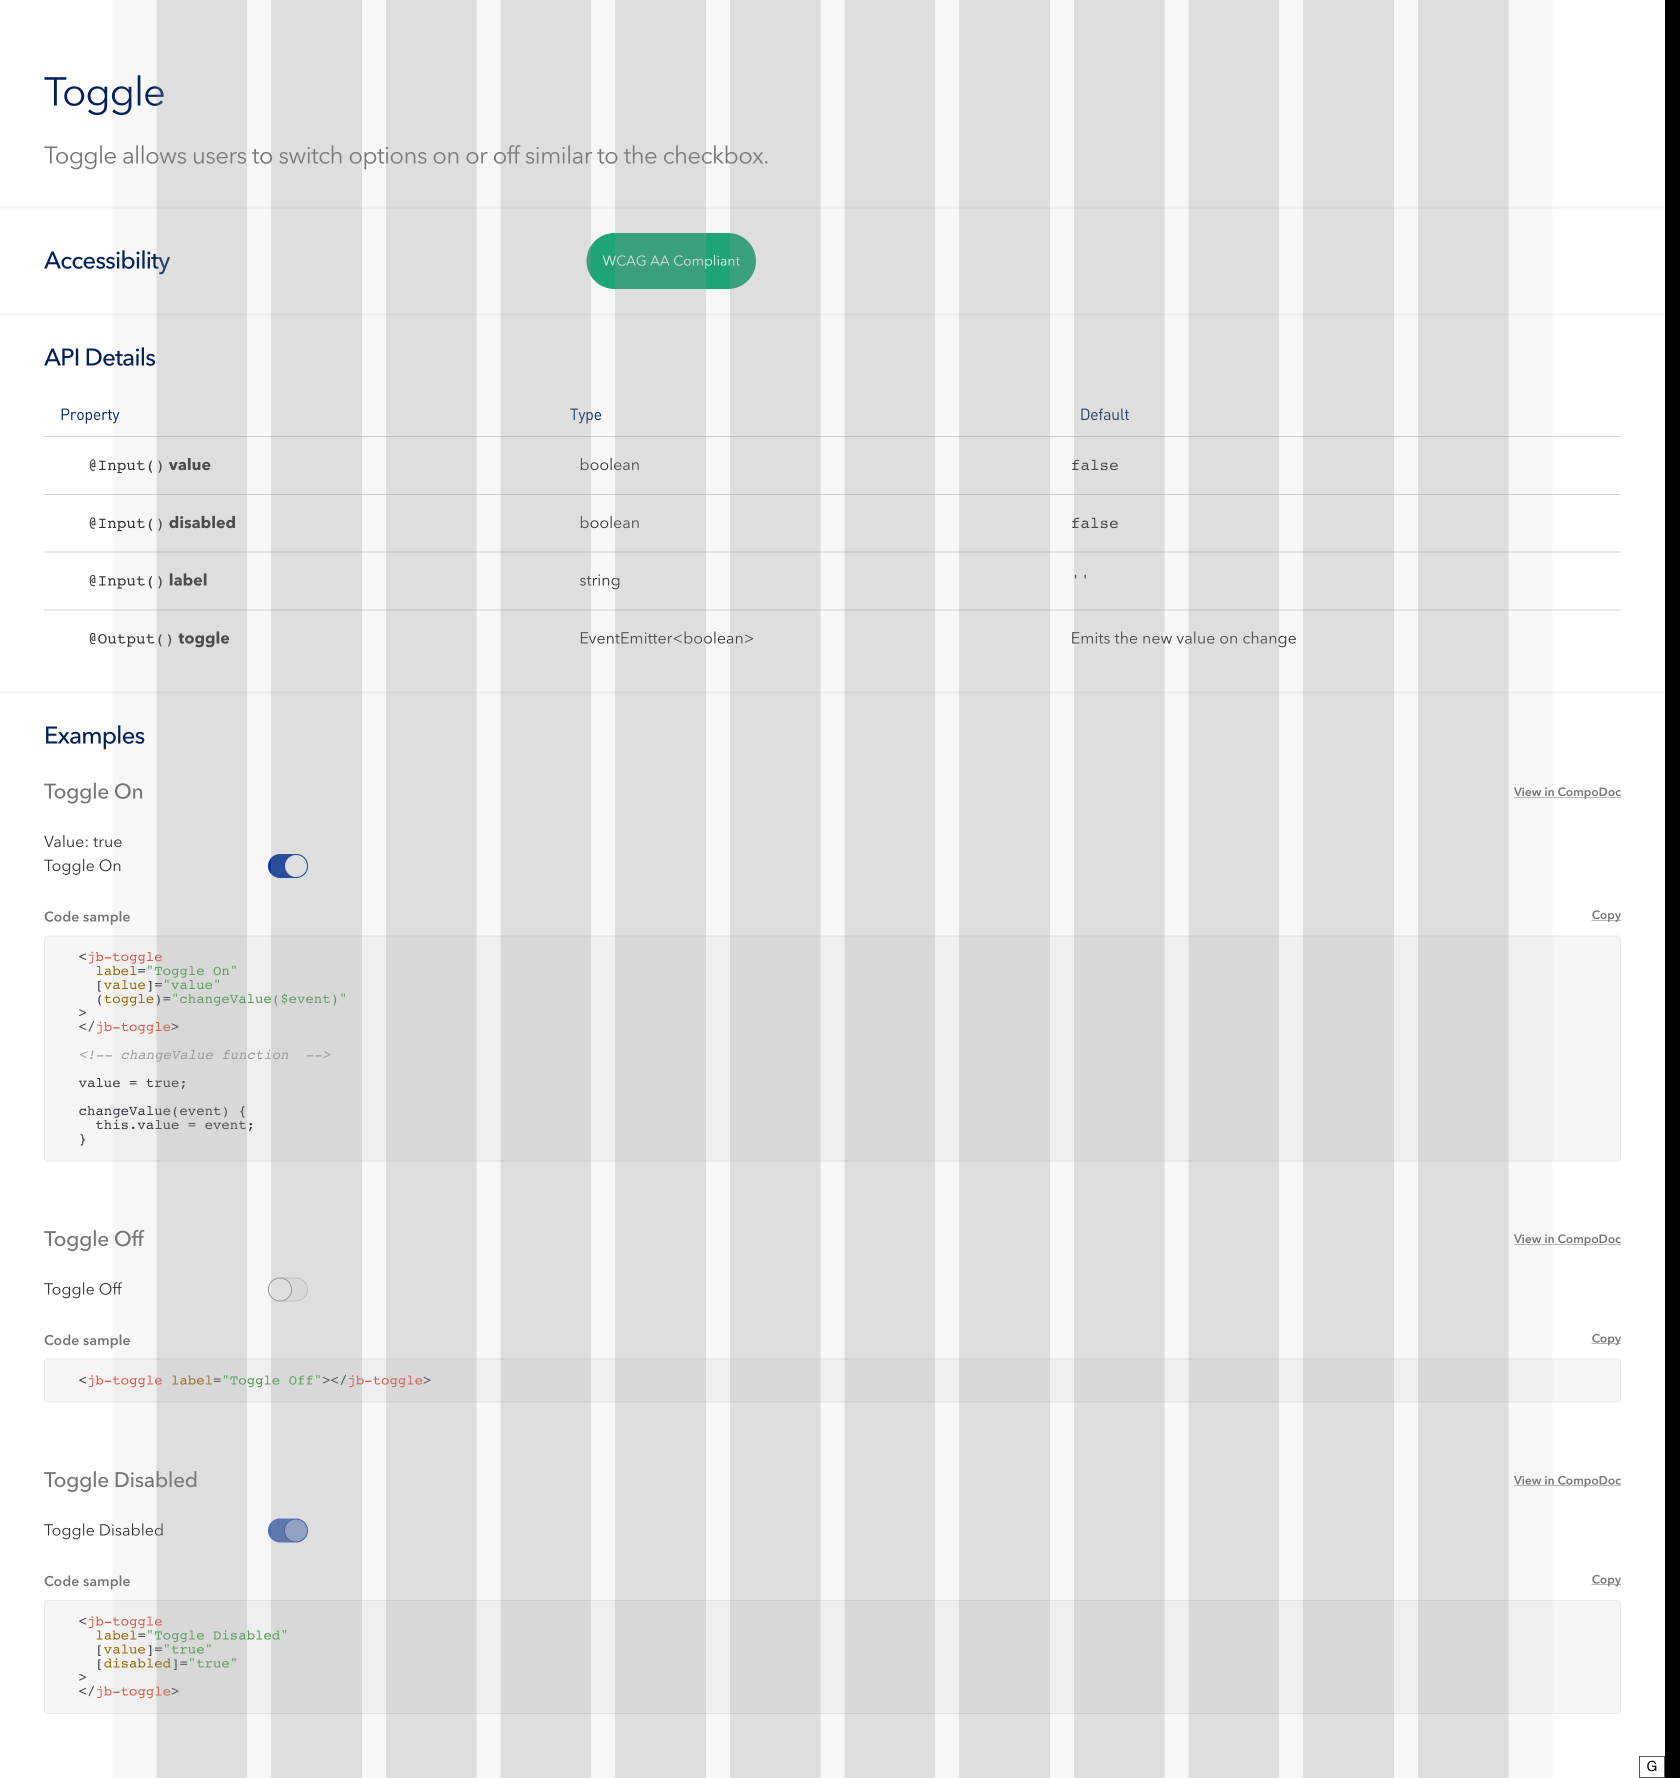 Toggle
Toggle allows users to switch options on or off similar to the checkbox.
Accessibility WCAG AA Compliant
API Details
Property Type Default
@Input() value boolean false
@Input() disabled boolean false
@Input() label string ''
@Output() toggle EventEmitter<boolean> Emits the new value on change
Examples
Toggle On View in CompoDoc
Value: true
Toggle On
Code sample Copy
<jb-toggle
  label="Toggle On"
  [value]="value"
  (toggle)="changeValue($event)"
>
</jb-toggle>
<!-- changeValue function  -->
value = true;
changeValue(event) {
  this.value = event;
}
Toggle Off View in CompoDoc
Toggle Off
Code sample Copy
<jb-toggle label="Toggle Off"></jb-toggle>
Toggle Disabled View in CompoDoc
Toggle Disabled
Code sample Copy
<jb-toggle
  label="Toggle Disabled"
  [value]="true"
  [disabled]="true"
>
</jb-toggle>
G